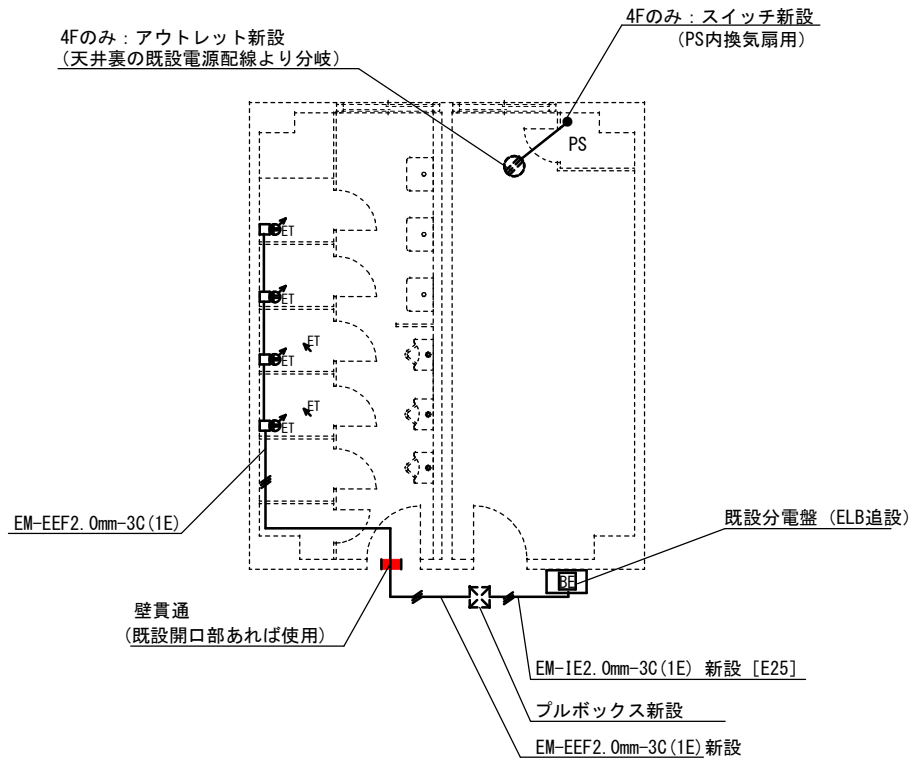 4Fのみ：スイッチ新設
(PS内換気扇用)
4Fのみ：アウトレット新設
(天井裏の既設電源配線より分岐)
PS
ET
ET
ET
ET
ET
ET
EM-EEF2.0mm-3C(1E)
既設分電盤 (ELB追設)
BE
壁貫通
(既設開口部あれば使用)
EM-IE2.0mm-3C(1E) 新設 [E25]
プルボックス新設
EM-EEF2.0mm-3C(1E)新設